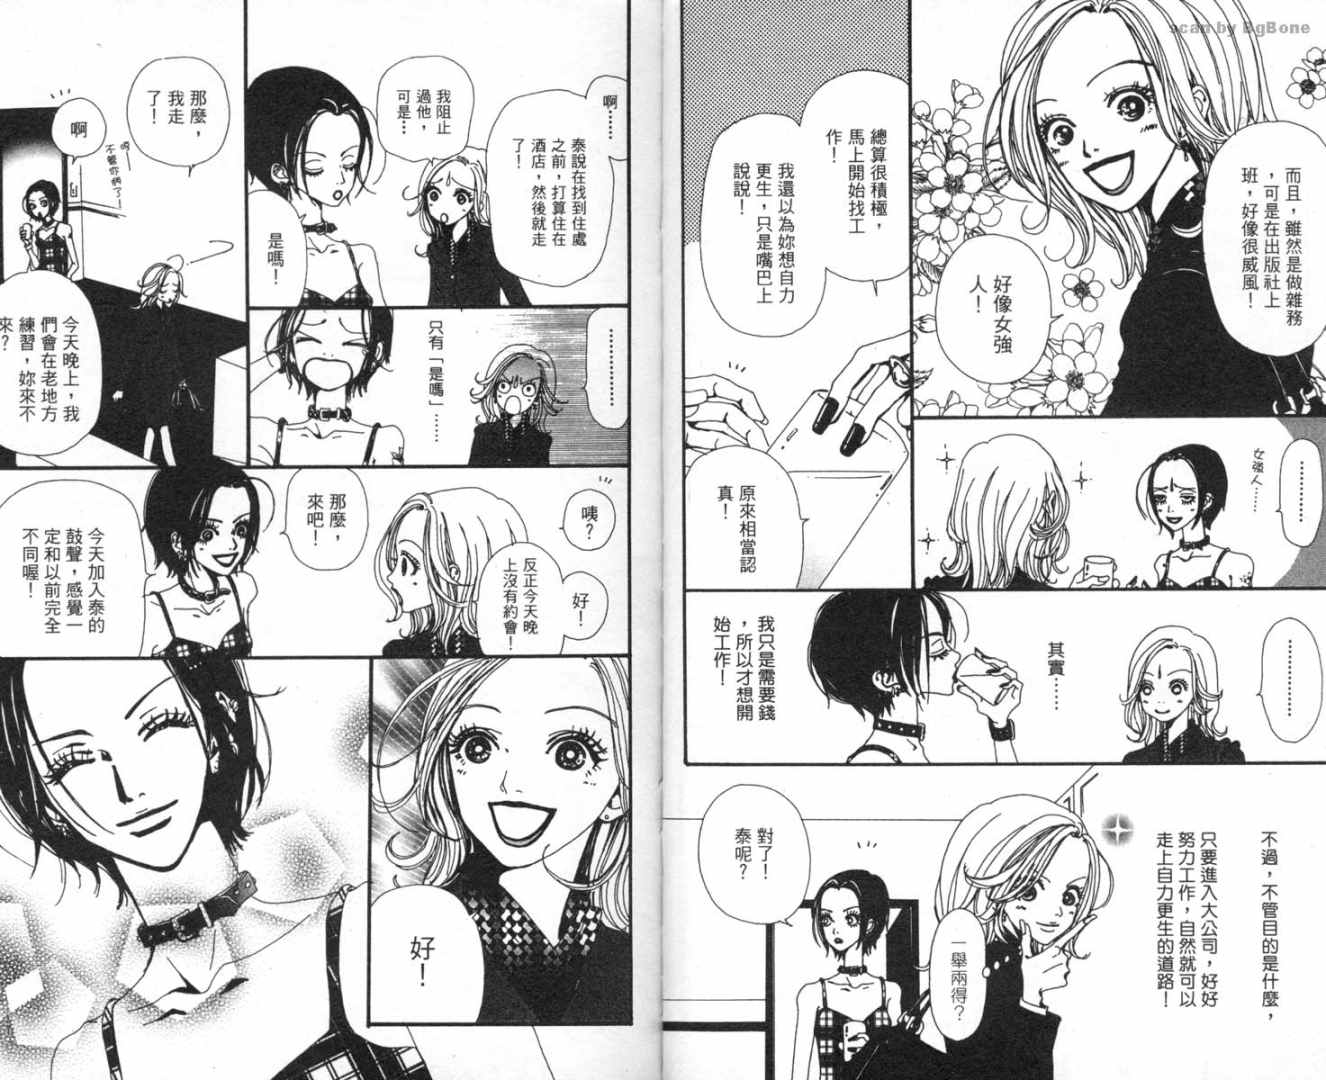 scan by BgBone
而且，雖然是做雜務
，可是在出版社上
班，好像很威風！
好像女強
人！
總算很積極，
馬上開始找工
作！
我還以為妳想自力
更生，只是嘴巴上
說說！
原來相當認
真！
…………
女強人……
…………
其實……
我只是需要錢
，所以才想開
始工作！
不過，不管目的是什麼，
只要進入大公司，好好
努力工作，自然就可以
走上自力更生的道路！
一舉兩得？
對了！
泰呢？
啊……
泰說在找到住處
之前，打算住在
酒店，然後就走
了！
我阻止
過他，
可是…
是嗎！
…………
只有「是嗎」……
那麼，
我走
了！
啊
不管你們了！
今天晚上，我
們會在老地方
練習，妳來不
來？
咦？
好！
反正今天晚
上沒有約會！
那麼，
來吧！
今天加入泰的
鼓聲，感覺一
定和以前完全
不同喔！
好！